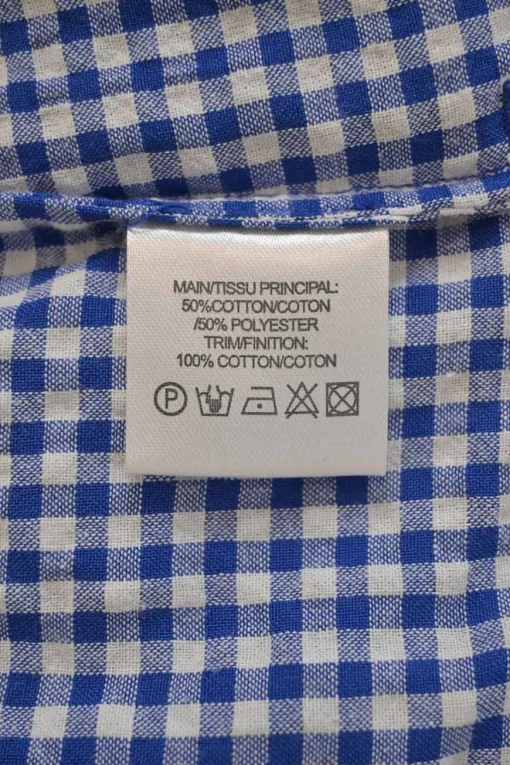 MAIN/TISSU PRINCIPAL:
50%COTTON/COTON
/50% POLYESTER
TRIM/FINITION:
100% COTTON/COTON
P